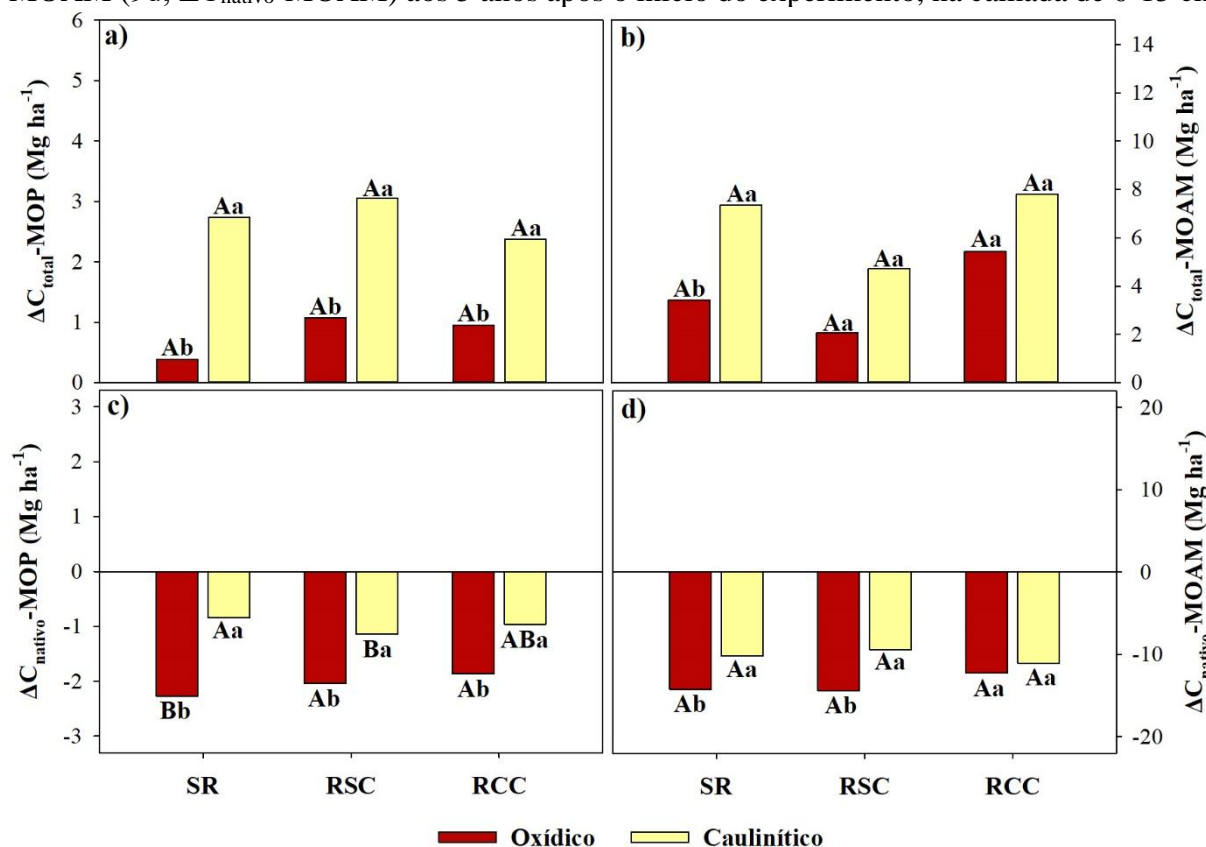 MOAM (9d, ΔCnativo-MOAM) aos 3 anos após o início do experimento, na camada de 0-15 cm
a)
b)
ΔCtotal-MOP (Mg ha-1)
6
5
4
3
2
1
0
Ab
Aa
Ab
Aa
Ab
Aa
Ab
Aa
Aa
Aa
Aa
Aa
14
12
10
8
6
4
2
0
ΔCtotal-MOAM (Mg ha-1)
c)
d)
ΔCnativo-MOP (Mg ha-1)
3
2
1
0
-1
-2
-3
Bb
Aa
Ab
Ba
Ab
ABa
Ab
Aa
Ab
Aa
Aa
Aa
20
10
0
-10
-20
ΔCnativo-MOAM (Mg ha-1)
SR RSC RCC SR RSC RCC
Oxídico Caulinítico